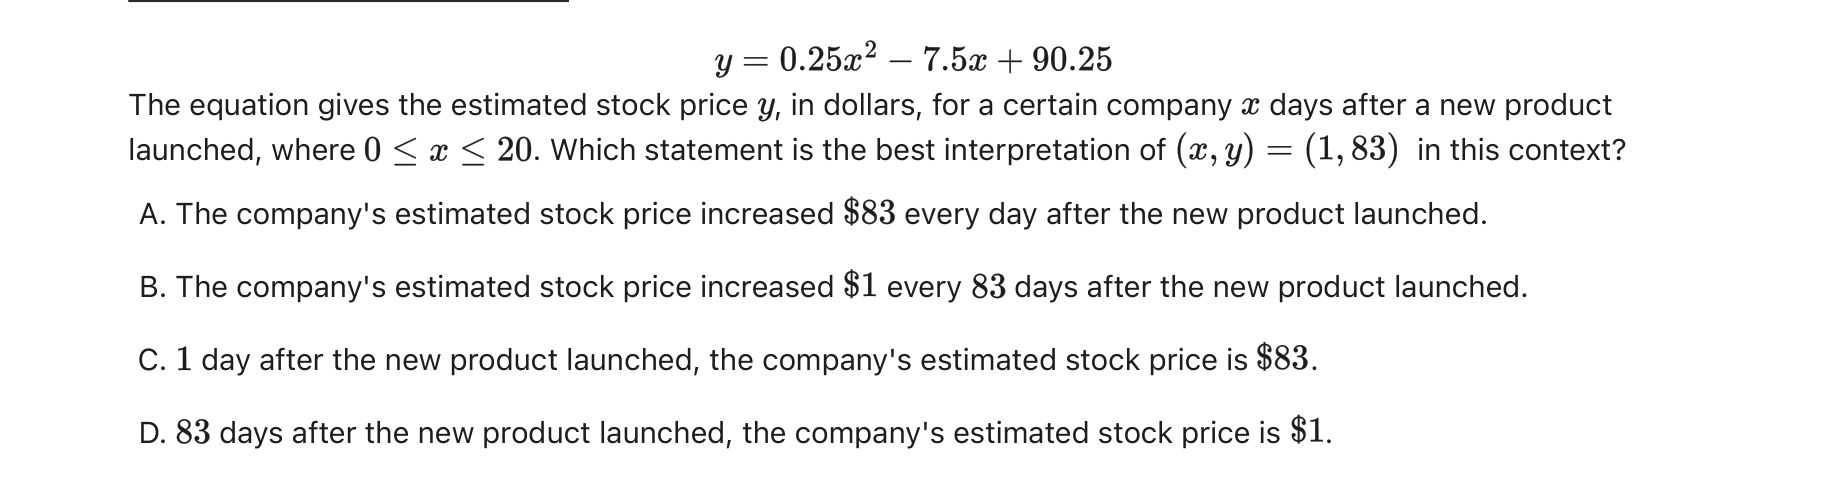 y = 0.25x² − 7.5x + 90.25
The equation gives the estimated stock price y, in dollars, for a certain company x days after a new product
launched, where 0 ≤ x ≤ 20. Which statement is the best interpretation of (x, y) = (1, 83) in this context?
A. The company's estimated stock price increased $83 every day after the new product launched.
B. The company's estimated stock price increased $1 every 83 days after the new product launched.
C. 1 day after the new product launched, the company's estimated stock price is $83.
D. 83 days after the new product launched, the company's estimated stock price is $1.